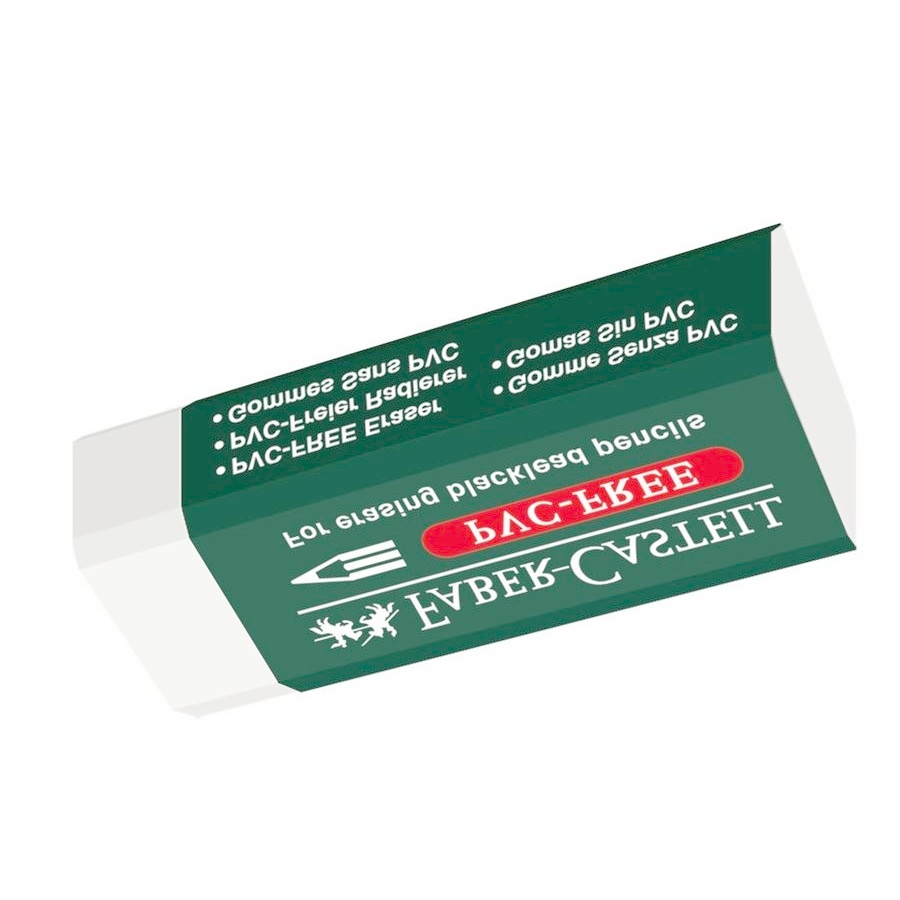 FABER-CASTELL
PVC-FREE
For erasing blacklead pencils
• PVC-FREE Eraser
• PVC-Freier Radierer
• Gommes Sans PVC
• Gomme Senza PVC
• Gomas Sin PVC